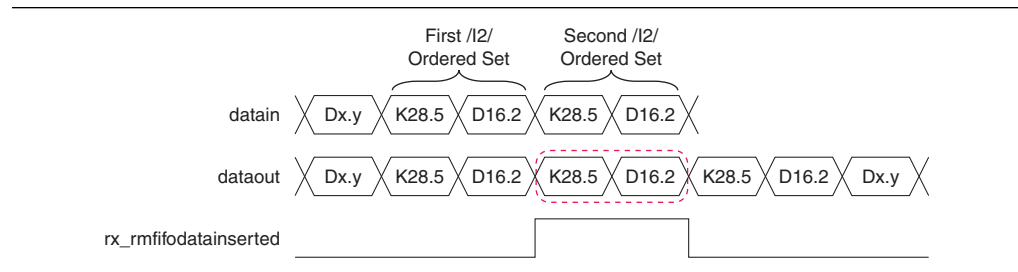 First /I2/ Second /I2/
Ordered Set Ordered Set
datain Dx.y K28.5 D16.2 K28.5 D16.2
dataout Dx.y K28.5 D16.2 K28.5 D16.2 K28.5 D16.2 Dx.y
rx_rmfifodatainserted